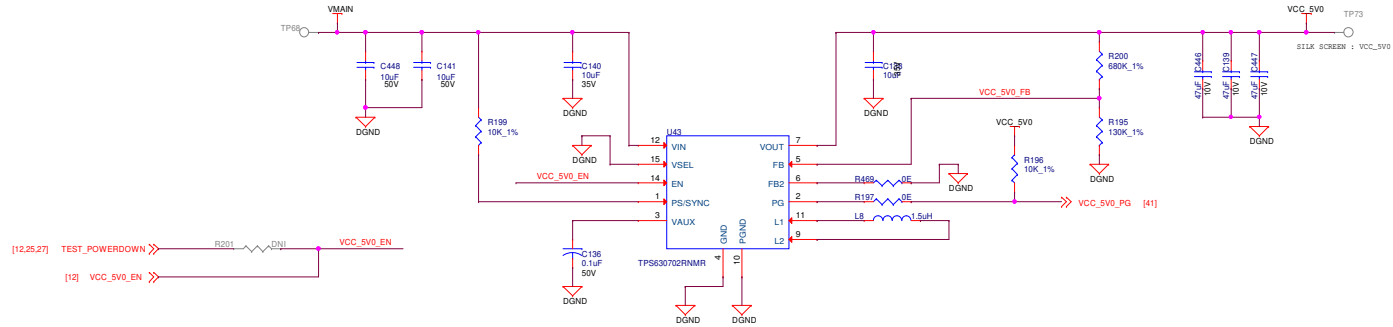 VMAIN
VCC_5V0
TP68
TP73
SILK SCREEN : VCC_5V0
C448
10uF
50V
C141
10uF
50V
C140
10uF
35V
10uF
R200
680K_1%
C446
47uF
10V
C139
47uF
10V
C447
47uF
10V
DGND
DGND
DGND
VCC_5V0_FB
R199
10K_1%
VCC_5V0
R195
130K_1%
DGND
U43
12
VIN
VOUT
7
DGND
15
VSEL
FB
5
R196
10K_1%
DGND
VCC_5V0_EN
14
EN
FB2
6
R469
0E
DGND
1
PS/SYNC
PG
2
R197
0E
VCC_5V0_PG
[41]
3
VAUX
L1
11
L8
1.5uH
L2
9
GND
PGND
4
10
TPS630702RNMR
C136
0.1uF
50V
DGND
DGND
DGND
[12,25,27]
TEST_POWERDOWN
R201
DNI
VCC_5V0_EN
[12]
VCC_5V0_EN